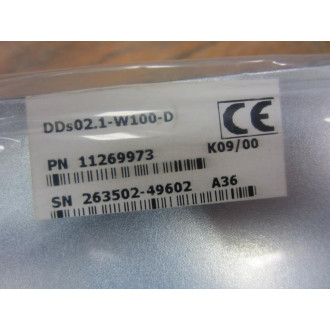 DDs02.1-W100-D
CE
PN 11269973
K09/00
SN 263502-49602 A36